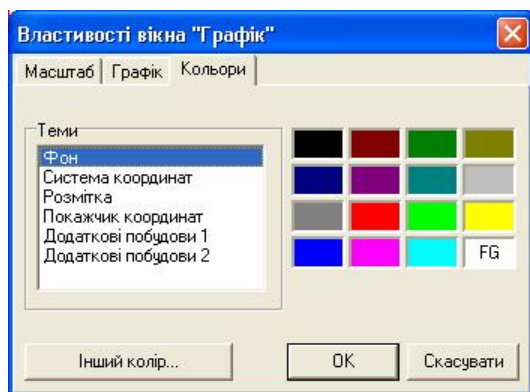 Властивості вікна "Графік"
Масштаб Графік Кольори
Теми
Фон
Система координат
Розмітка
Покажчик координат
Додаткові побудови 1
Додаткові побудови 2
FG
Інший колір... OK Скасувати